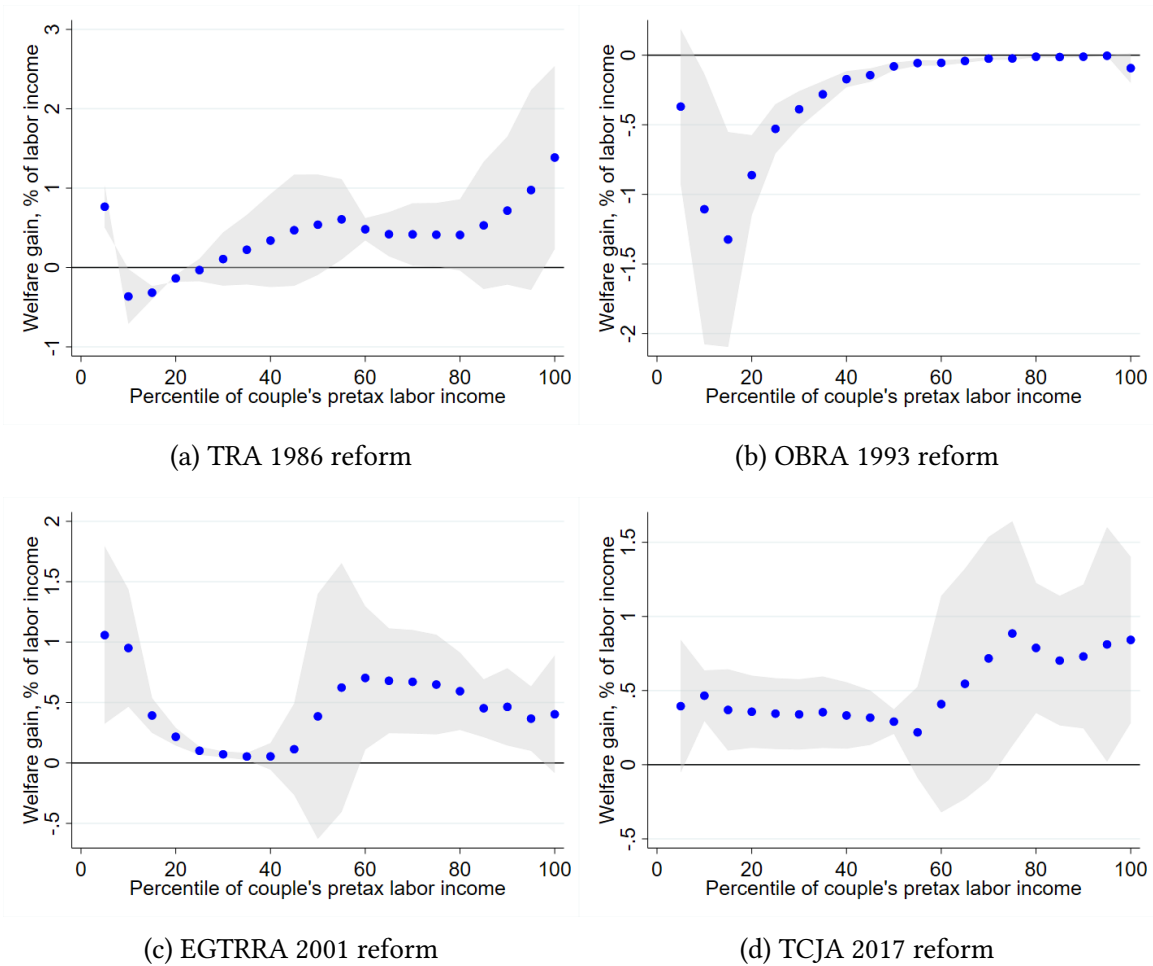 Welfare gain, % of labor income
3
2
1
0
-1
0 20 40 60 80 100
Percentile of couple's pretax labor income
(a) TRA 1986 reform
Welfare gain, % of labor income
0
-.5
-1
-1.5
-2
0 20 40 60 80 100
Percentile of couple's pretax labor income
(b) OBRA 1993 reform
Welfare gain, % of labor income
2
1.5
1
.5
0
-.5
0 20 40 60 80 100
Percentile of couple's pretax labor income
(c) EGTRRA 2001 reform
Welfare gain, % of labor income
1.5
1
.5
0
-.5
0 20 40 60 80 100
Percentile of couple's pretax labor income
(d) TCJA 2017 reform